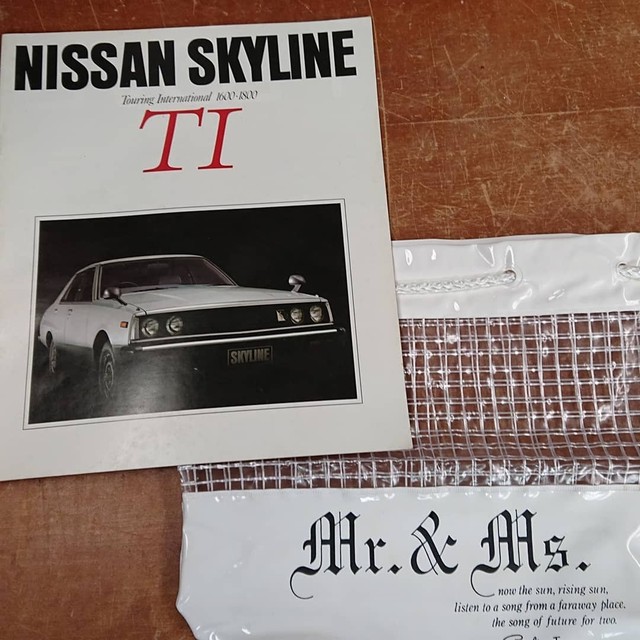 NISSAN SKYLINE
Touring International 1600·1800
TI
SKYLINE
Mr. & Ms.
now the sun, rising sun,
listen to a song from a faraway place.
the song of future for two.